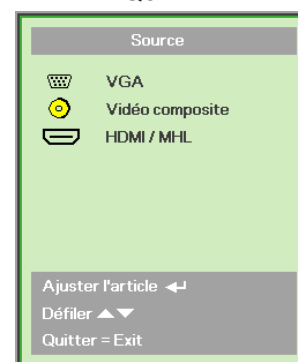 Source
VGA
Vidéo composite
HDMI / MHL
Ajuster l'article
Défiler
Quitter = Exit